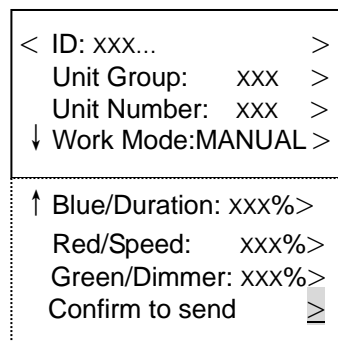 < ID: xxx... >
Unit Group: xxx >
Unit Number: xxx >
↓ Work Mode:MANUAL >
↑ Blue/Duration: xxx%>
Red/Speed: xxx%>
Green/Dimmer: xxx%>
Confirm to send >